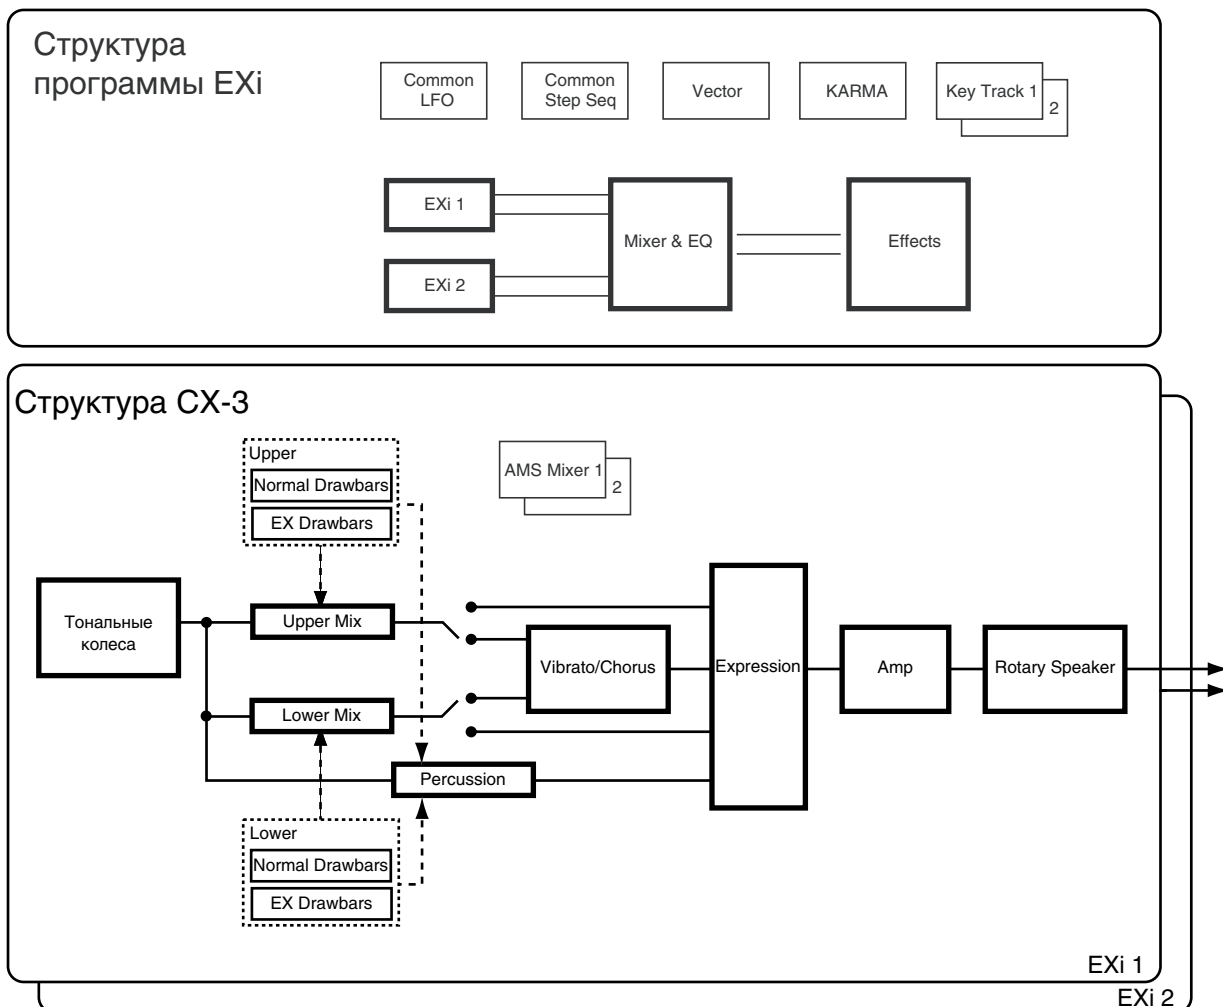 Структура
программы EXi
Common
LFO
Common
Step Seq
Vector
KARMA
Key Track 1
2
EXi 1
EXi 2
Mixer & EQ
Effects
Структура CX-3
Upper
Normal Drawbars
EX Drawbars
AMS Mixer 1
2
Тональные
колеса
Upper Mix
Lower Mix
Vibrato/Chorus
Expression
Amp
Rotary Speaker
Percussion
Lower
Normal Drawbars
EX Drawbars
EXi 1
EXi 2